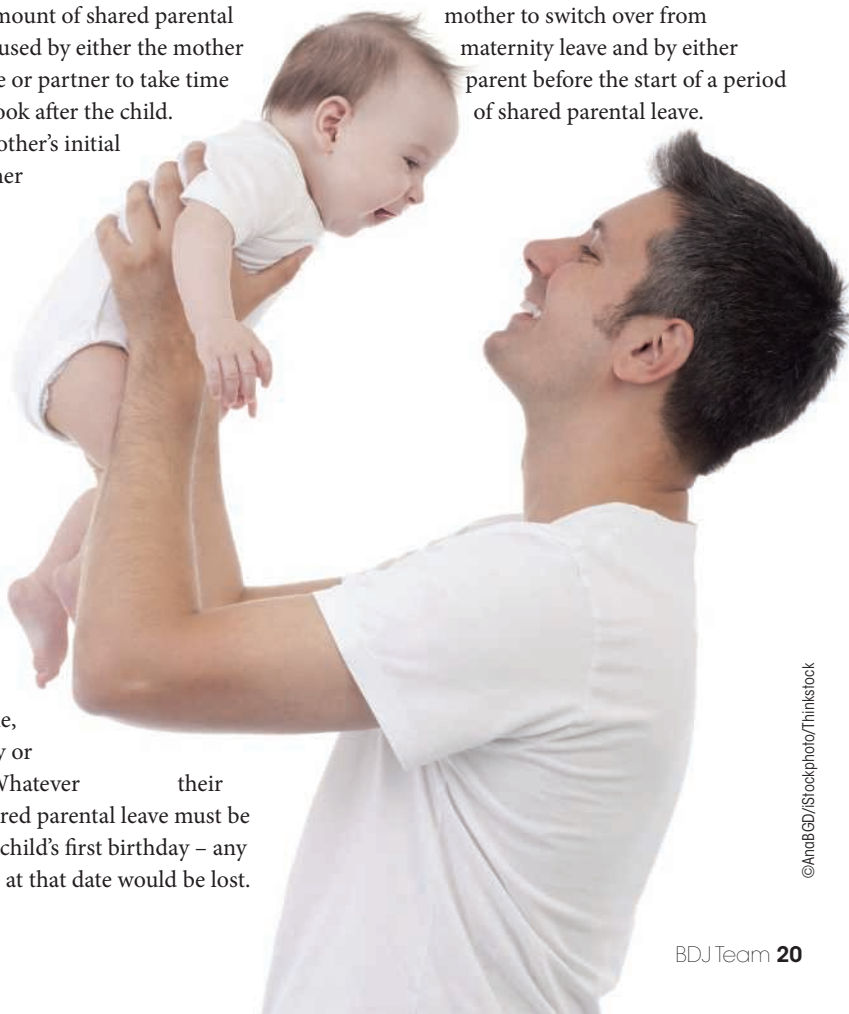 mount of shared parental
used by either the mother
e or partner to take time
ook after the child.
other's initial
ner
mother to switch over from
maternity leave and by either
parent before the start of a period
of shared parental leave.
e,
y or
Whatever their
red parental leave must be
child's first birthday – any
at that date would be lost.
©AnaBGD/iStockphoto/Thinkstock
BDJ Team 20